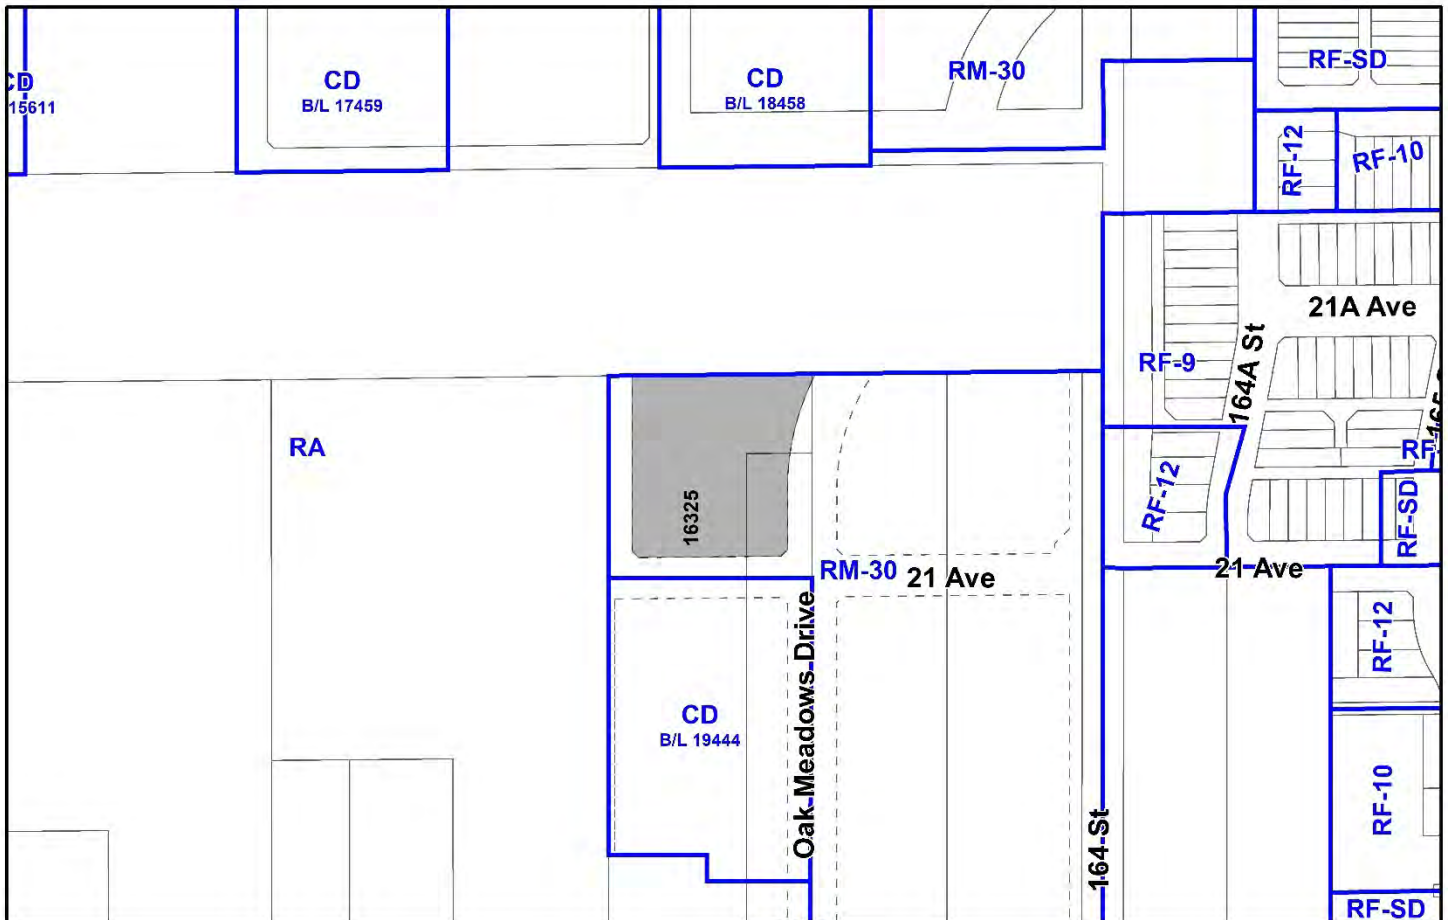 CD
15611
CD
B/L 17459
CD
B/L 18458
RM-30
RF-SD
RF-12
RF-10
21A Ave
RF-9
164A St
RA
16325
RF-12
RF-SD
RM-30
21 Ave
21 Ave
RF-12
CD
B/L 19444
Oak Meadows Drive
164 St
RF-10
RF-SD